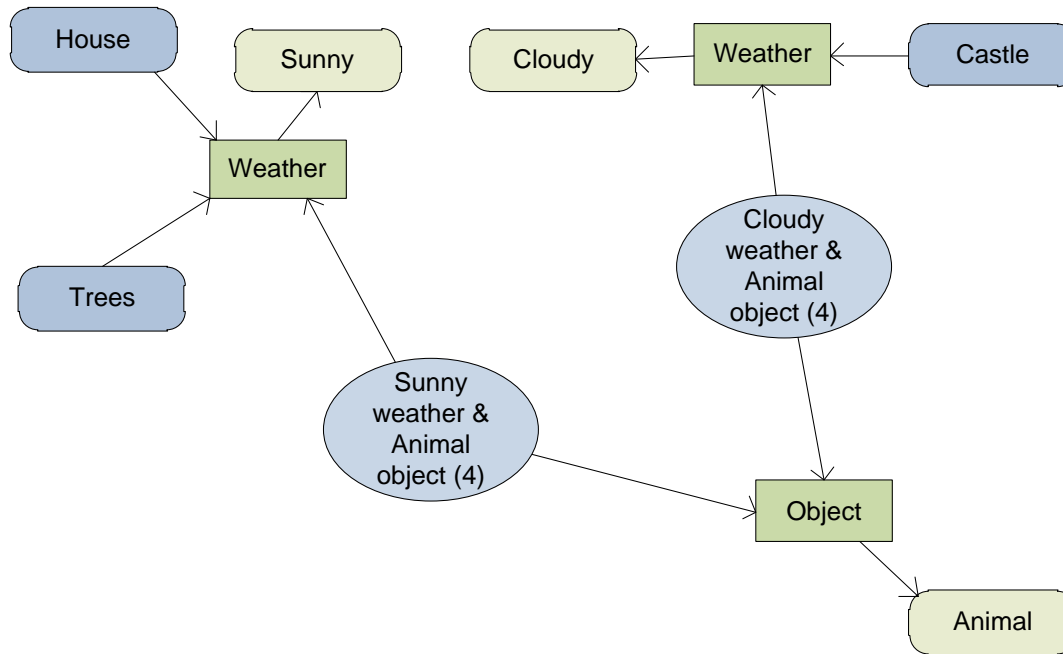 House
Sunny
Cloudy
Weather
Castle
Weather
Trees
Cloudy
weather &
Animal
object (4)
Sunny
weather &
Animal
object (4)
Object
Animal